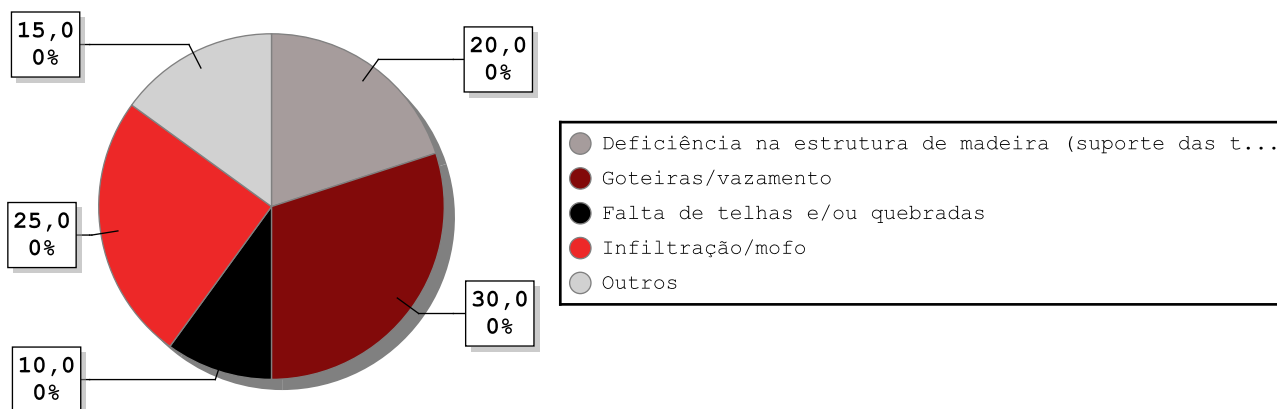 15,0
0%
20,0
0%
25,0
0%
30,0
0%
10,0
0%
Deficiência na estrutura de madeira (suporte das t...
Goteiras/vazamento
Falta de telhas e/ou quebradas
Infiltração/mofo
Outros